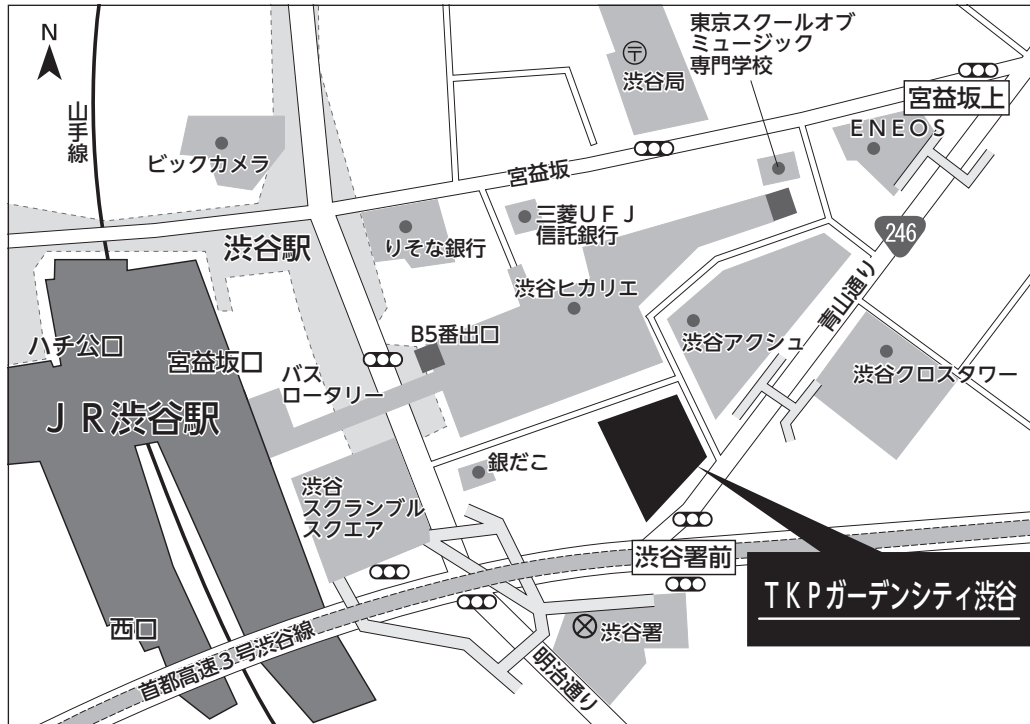 N
山手線
ビックカメラ
〒
渋谷局
東京スクールオブ
ミュージック
専門学校
宮益坂上
ENEOS
宮益坂
三菱UFJ
信託銀行
りそな銀行
渋谷駅
渋谷ヒカリエ
246
青山通り
B5番出口
渋谷アクシュ
渋谷クロスタワー
ハチ公口
宮益坂口
バス
ロータリー
JR渋谷駅
銀だこ
渋谷
スクランブル
スクエア
渋谷署前
TKPガーデンシティ渋谷
西口
首都高速3号渋谷線
渋谷署
明治通り